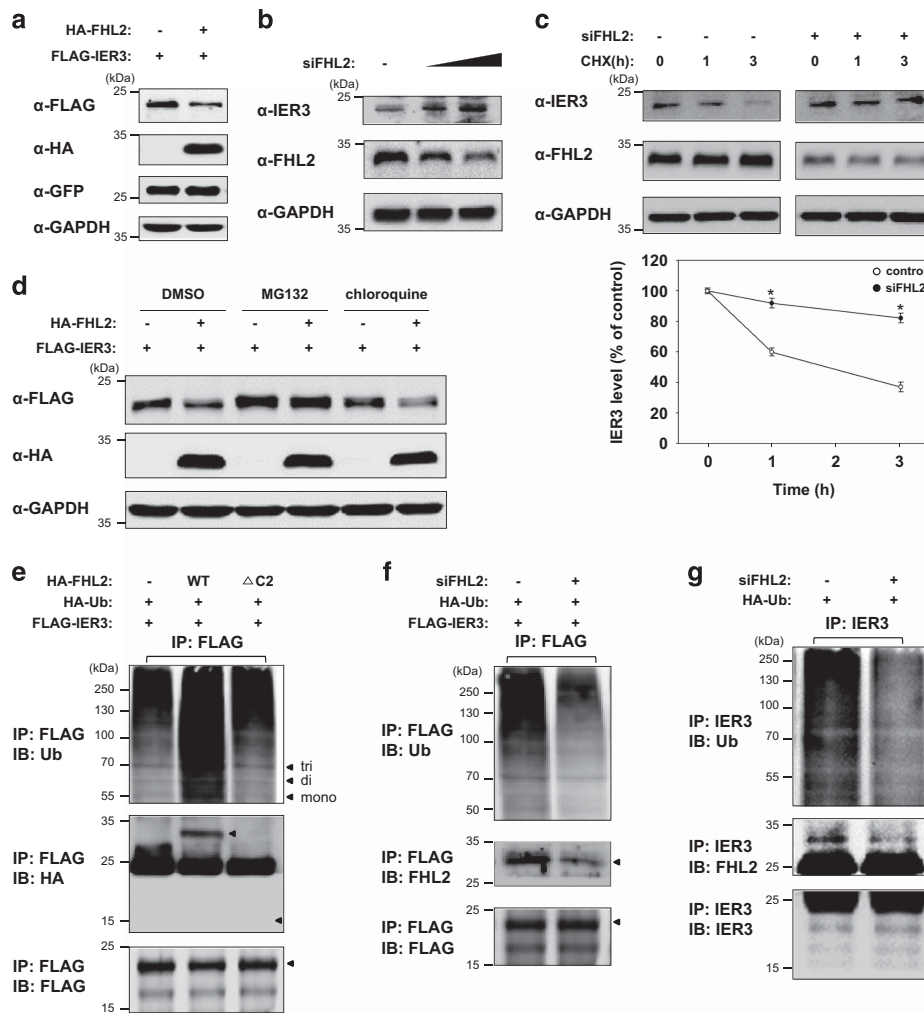 a
HA-FHL2: - +
FLAG-IER3: + +
(kDa)
α-FLAG 25
α-HA 35
α-GFP 25
α-GAPDH 35
b
siFHL2: -
(kDa)
α-IER3 25
α-FHL2 35
α-GAPDH 35
c
siFHL2: - - - + + +
CHX(h): 0 1 3 0 1 3
(kDa)
α-IER3 25
α-FHL2 35
α-GAPDH 35
120
100
80
60
40
20
0
IER3 level (% of control)
control
siFHL2
* *
0 1 2 3
Time (h)
d
DMSO MG132 chloroquine
HA-FHL2: - + - + - +
FLAG-IER3: + + + + + +
(kDa)
α-FLAG 25
α-HA 35
α-GAPDH 35
e
HA-FHL2: - WT △C2
HA-Ub: + + +
FLAG-IER3: + + +
IP: FLAG
(kDa)
250
130
100
70
55
IP: FLAG
IB: Ub
tri
di
mono
35
25
15
IP: FLAG
IB: HA
25
15
IP: FLAG
IB: FLAG
f
siFHL2: - +
HA-Ub: + +
FLAG-IER3: + +
IP: FLAG
(kDa)
250
130
100
70
50
IP: FLAG
IB: Ub
35
25
IP: FLAG
IB: FHL2
25
15
IP: FLAG
IB: FLAG
g
siFHL2: - +
HA-Ub: + +
IP: IER3
(kDa)
250
130
100
70
55
IP: IER3
IB: Ub
35
25
IP: IER3
IB: FHL2
25
15
IP: IER3
IB: IER3